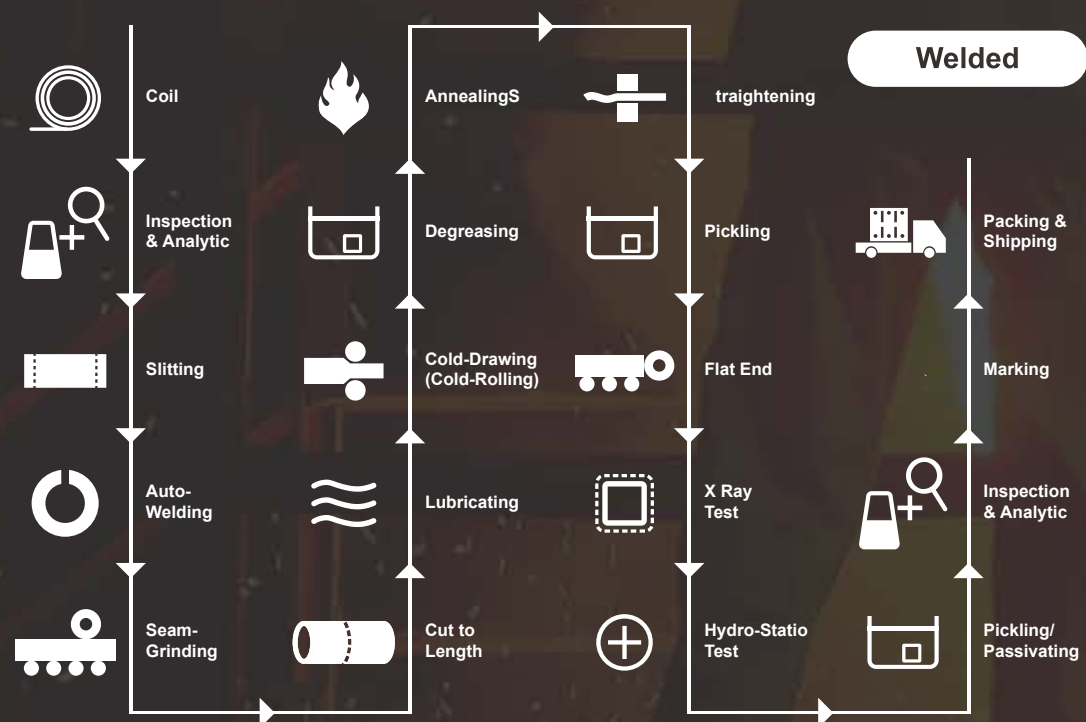 Welded
Coil
Inspection
& Analytic
Slitting
Auto-
Welding
Seam-
Grinding
Cut to
Length
Lubricating
Cold-Drawing
(Cold-Rolling)
Degreasing
AnnealingS
traightening
Pickling
Flat End
X Ray
Test
Hydro-Statio
Test
Pickling/
Passivating
Inspection
& Analytic
Marking
Packing &
Shipping